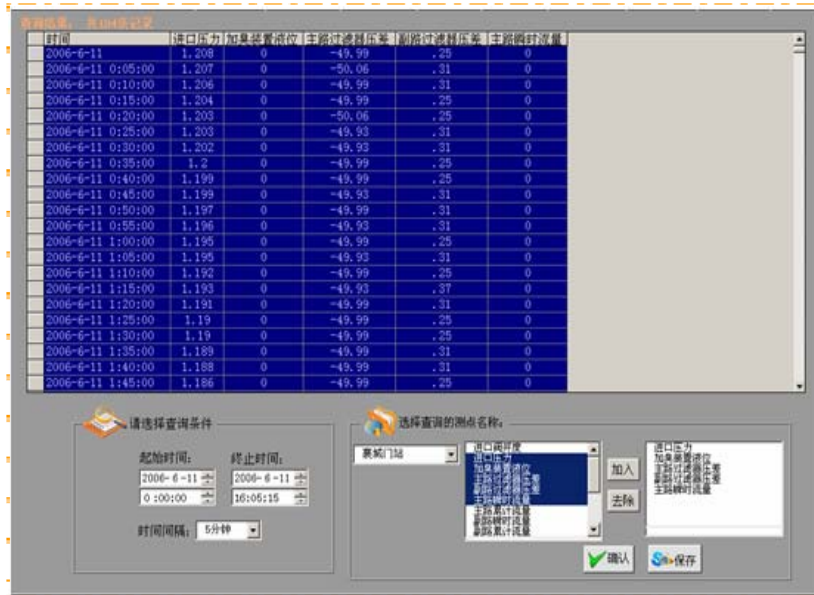 查询结果: 共194条记录
时间 进口压力 加臭装置液位 主路过滤器压差 副路过滤器压差 主路瞬时流量
2006-6-11 1.208 0 -49.99 .25 0
2006-6-11 0:05:00 1.207 0 -50.06 .31 0
2006-6-11 0:10:00 1.206 0 -49.99 .31 0
2006-6-11 0:15:00 1.204 0 -49.99 .25 0
2006-6-11 0:20:00 1.203 0 -50.06 .25 0
2006-6-11 0:25:00 1.203 0 -49.93 .31 0
2006-6-11 0:30:00 1.202 0 -49.93 .31 0
2006-6-11 0:35:00 1.2 0 -49.99 .25 0
2006-6-11 0:40:00 1.199 0 -49.99 .25 0
2006-6-11 0:45:00 1.199 0 -49.93 .31 0
2006-6-11 0:50:00 1.197 0 -49.99 .31 0
2006-6-11 0:55:00 1.196 0 -49.93 .31 0
2006-6-11 1:00:00 1.195 0 -49.99 .25 0
2006-6-11 1:05:00 1.195 0 -49.93 .31 0
2006-6-11 1:10:00 1.192 0 -49.99 .25 0
2006-6-11 1:15:00 1.193 0 -49.93 .37 0
2006-6-11 1:20:00 1.191 0 -49.99 .31 0
2006-6-11 1:25:00 1.19 0 -49.99 .25 0
2006-6-11 1:30:00 1.19 0 -49.99 .25 0
2006-6-11 1:35:00 1.189 0 -49.99 .31 0
2006-6-11 1:40:00 1.188 0 -49.99 .31 0
2006-6-11 1:45:00 1.186 0 -49.99 .25 0
请选择查询条件
起始时间: 终止时间:
2006- 6 -11 2006- 6 -11
0 :00:00 16:05:15
时间间隔: 5分钟
选择查询的测点名称:
襄城门站
进口阀开度
进口压力
加臭装置液位
主路过滤器压差
副路过滤器压差
主路瞬时流量
主路累计流量
副路瞬时流量
副路累计流量
加入
去除
进口压力
加臭装置液位
主路过滤器压差
副路过滤器压差
主路瞬时流量
确认 保存